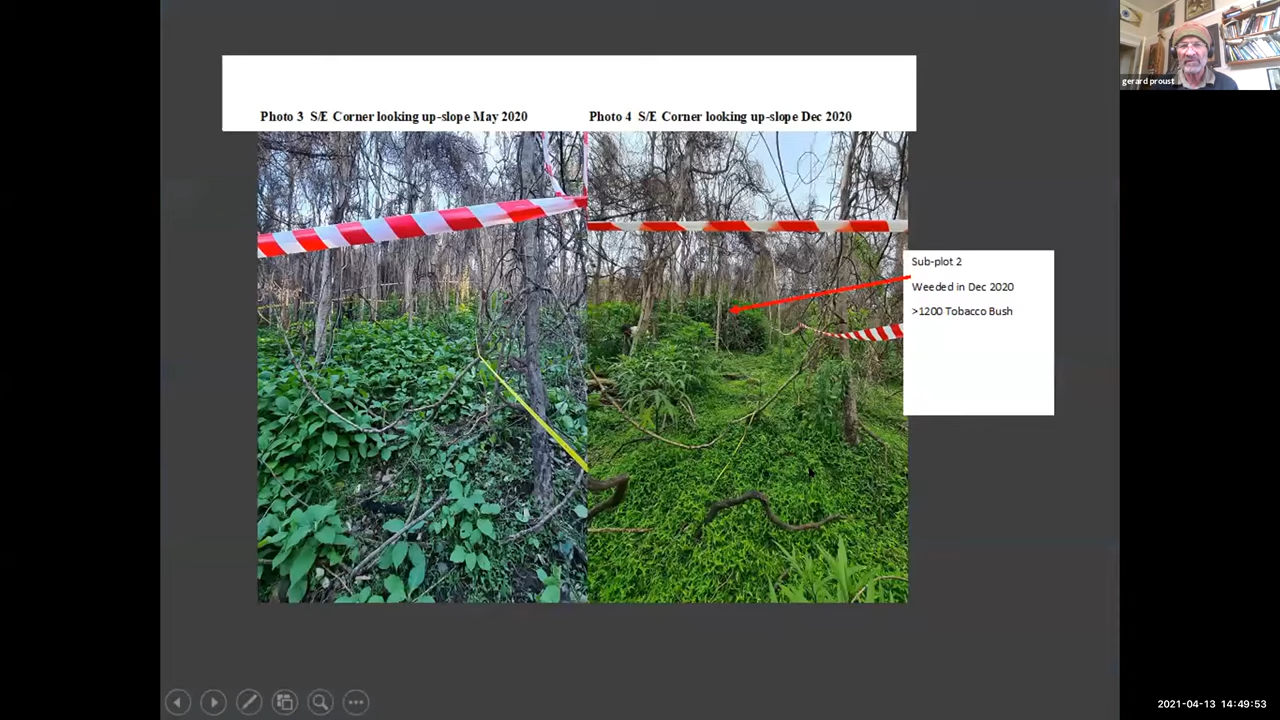 Photo 3 S/E Corner looking up-slope May 2020
Photo 4 S/E Corner looking up-slope Dec 2020
Sub-plot 2
Weeded in Dec 2020
>1200 Tobacco Bush
gerard proust
2021-04-13 14:49:53